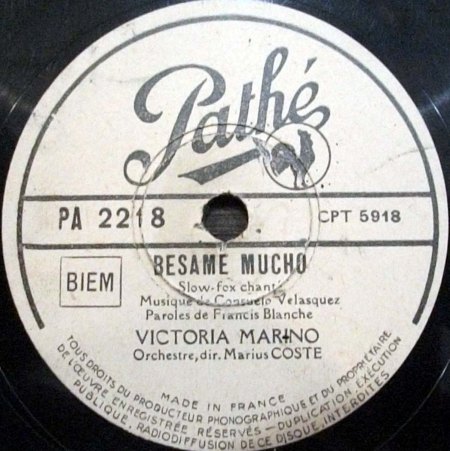 Pathé
PA 2218 CPT 5918
BESAME MUCHO
BIEM
Slow-fox chanté
Musique de Consuelo Velasquez
Paroles de Francis Blanche
VICTORIA MARINO
Orchestre, dir. Marius COSTE
MADE IN FRANCE
TOUS DROITS DU PRODUCTEUR PHONOGRAPHIQUE ET DU PROPRIÉTAIRE
DE L'ŒUVRE ENREGISTRÉE RÉSERVÉS - DUPLICATION, EXÉCUTION
PUBLIQUE, RADIODIFFUSION DE CE DISQUE INTERDITES